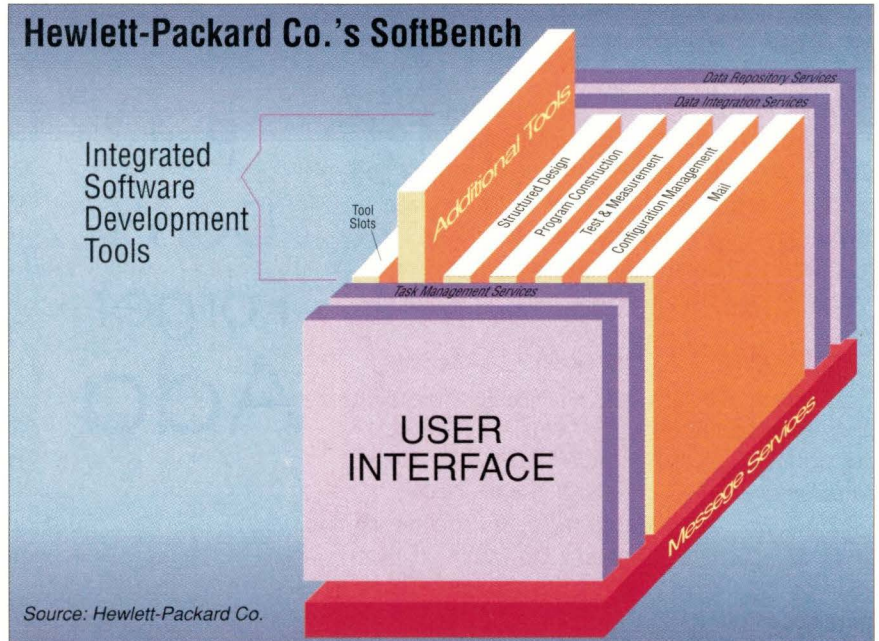 Hewlett-Packard Co.'s SoftBench
Integrated
Software
Development
Tools
Tool
Slots
Additional Tools
Structured Design
Program Construction
Test & Measurement
Configuration Management
Mail
Data Repository Services
Data Integration Services
Task Management Services
USER
INTERFACE
Messege Services
Source: Hewlett-Packard Co.